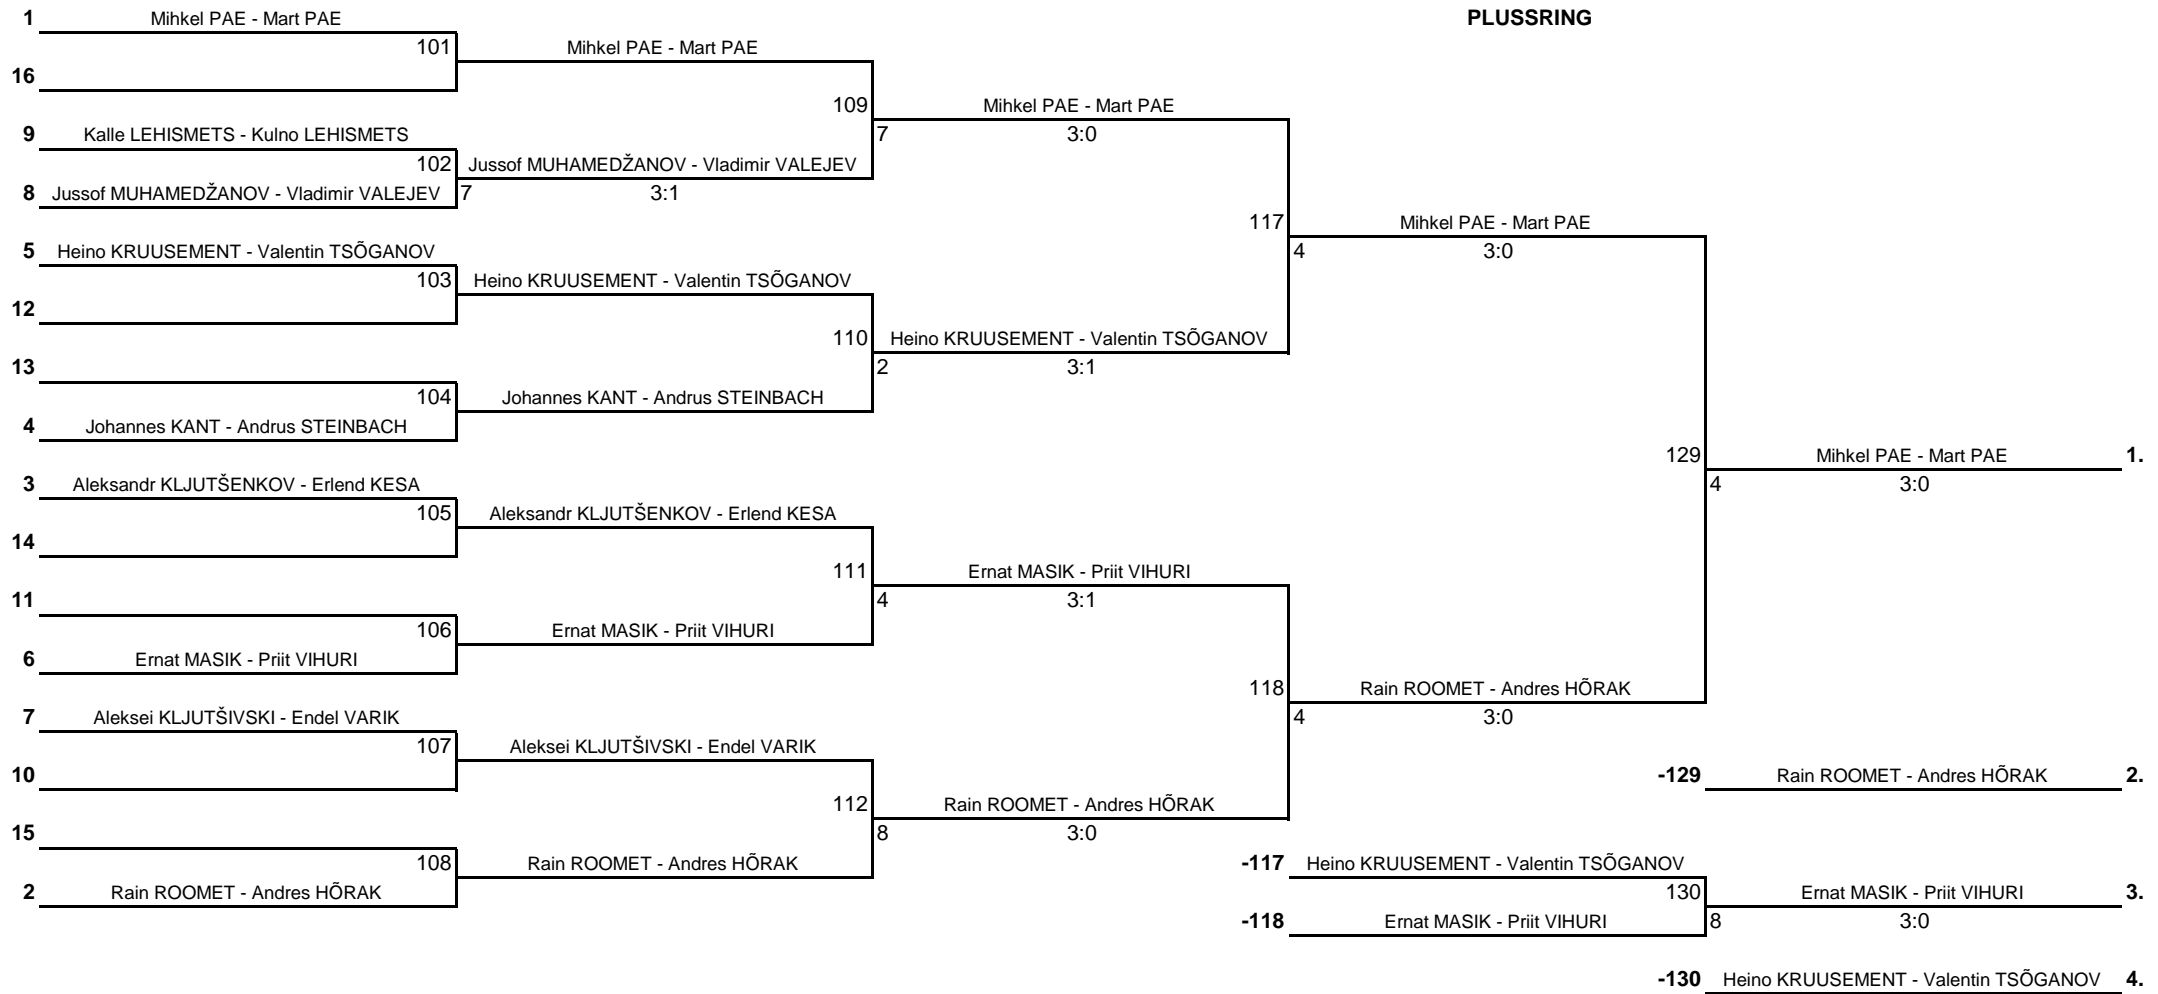 PLUSSRING
1 Mihkel PAE - Mart PAE
101 Mihkel PAE - Mart PAE
16
109 Mihkel PAE - Mart PAE
9 Kalle LEHISMETS - Kulno LEHISMETS
7 3:0
102 Jussof MUHAMEDŽANOV - Vladimir VALEJEV
8 Jussof MUHAMEDŽANOV - Vladimir VALEJEV
7 3:1
117 Mihkel PAE - Mart PAE
5 Heino KRUUSEMENT - Valentin TSÕGANOV
4 3:0
103 Heino KRUUSEMENT - Valentin TSÕGANOV
12
110 Heino KRUUSEMENT - Valentin TSÕGANOV
13
2 3:1
104 Johannes KANT - Andrus STEINBACH
4 Johannes KANT - Andrus STEINBACH
129 Mihkel PAE - Mart PAE 1.
3 Aleksandr KLJUTŠENKOV - Erlend KESA
4 3:0
105 Aleksandr KLJUTŠENKOV - Erlend KESA
14
111 Ernat MASIK - Priit VIHURI
11
4 3:1
106 Ernat MASIK - Priit VIHURI
6 Ernat MASIK - Priit VIHURI
118 Rain ROOMET - Andres HÕRAK
7 Aleksei KLJUTŠIVSKI - Endel VARIK
4 3:0
107 Aleksei KLJUTŠIVSKI - Endel VARIK
10
-129 Rain ROOMET - Andres HÕRAK 2.
112 Rain ROOMET - Andres HÕRAK
15
8 3:0
108 Rain ROOMET - Andres HÕRAK
-117 Heino KRUUSEMENT - Valentin TSÕGANOV
2 Rain ROOMET - Andres HÕRAK
130 Ernat MASIK - Priit VIHURI 3.
-118 Ernat MASIK - Priit VIHURI
8 3:0
-130 Heino KRUUSEMENT - Valentin TSÕGANOV 4.